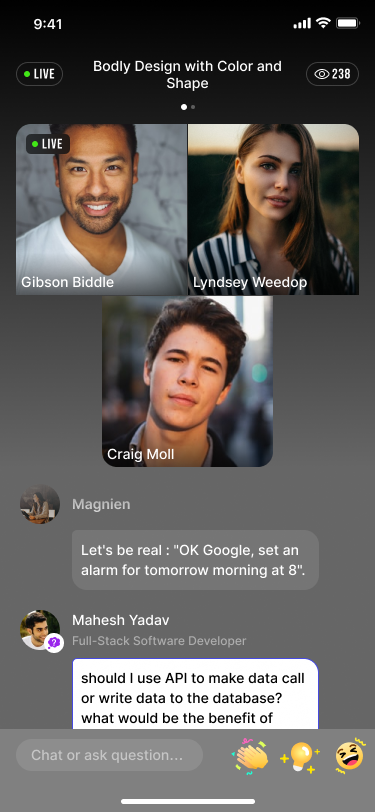 9:41
LIVE
Bodly Design with Color and
Shape
238
LIVE
Gibson Biddle
Lyndsey Weedop
Craig Moll
Magnien
Let's be real : "OK Google, set an
alarm for tomorrow morning at 8".
Mahesh Yadav
Full-Stack Software Developer
?
should I use API to make data call
or write data to the database?
what would be the benefit of
Chat or ask question...